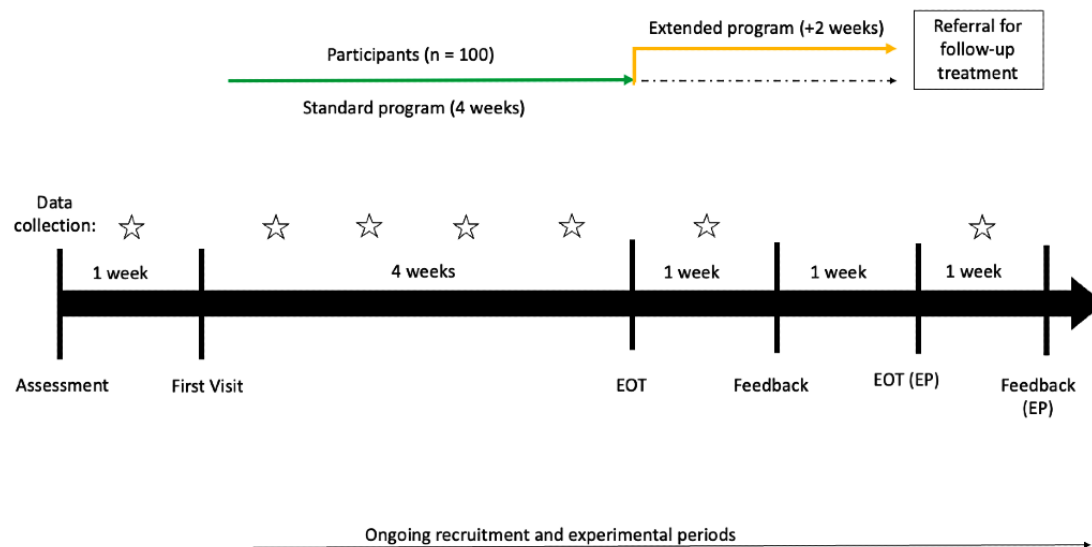 Extended program (+2 weeks)
Referral for
follow-up
treatment
Participants (n = 100)
Standard program (4 weeks)
Data
collection:
1 week
4 weeks
1 week
1 week
1 week
Assessment
First Visit
EOT
Feedback
EOT (EP)
Feedback
(EP)
Ongoing recruitment and experimental periods